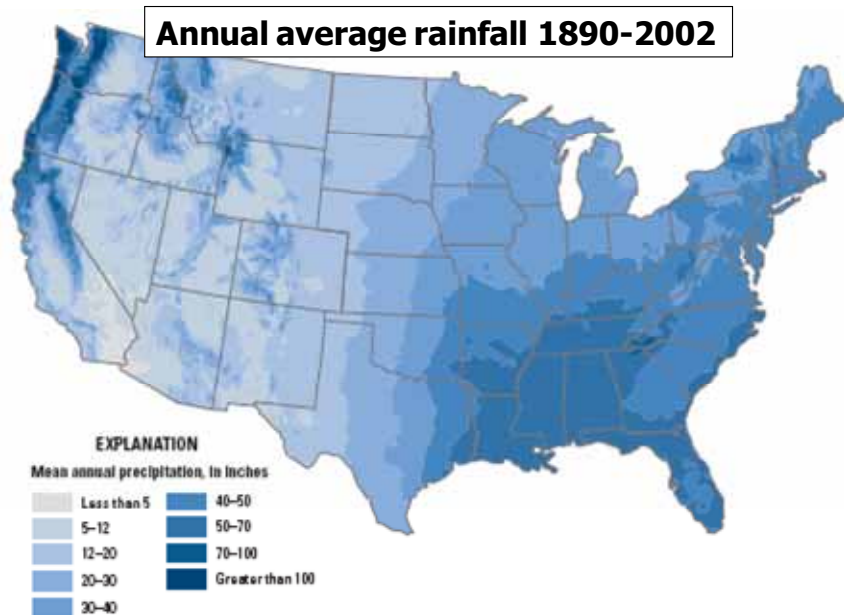 Annual average rainfall 1890-2002
EXPLANATION
Mean annual precipitation, in inches
Less than 5
5–12
12–20
20–30
30–40
40–50
50–70
70–100
Greater than 100